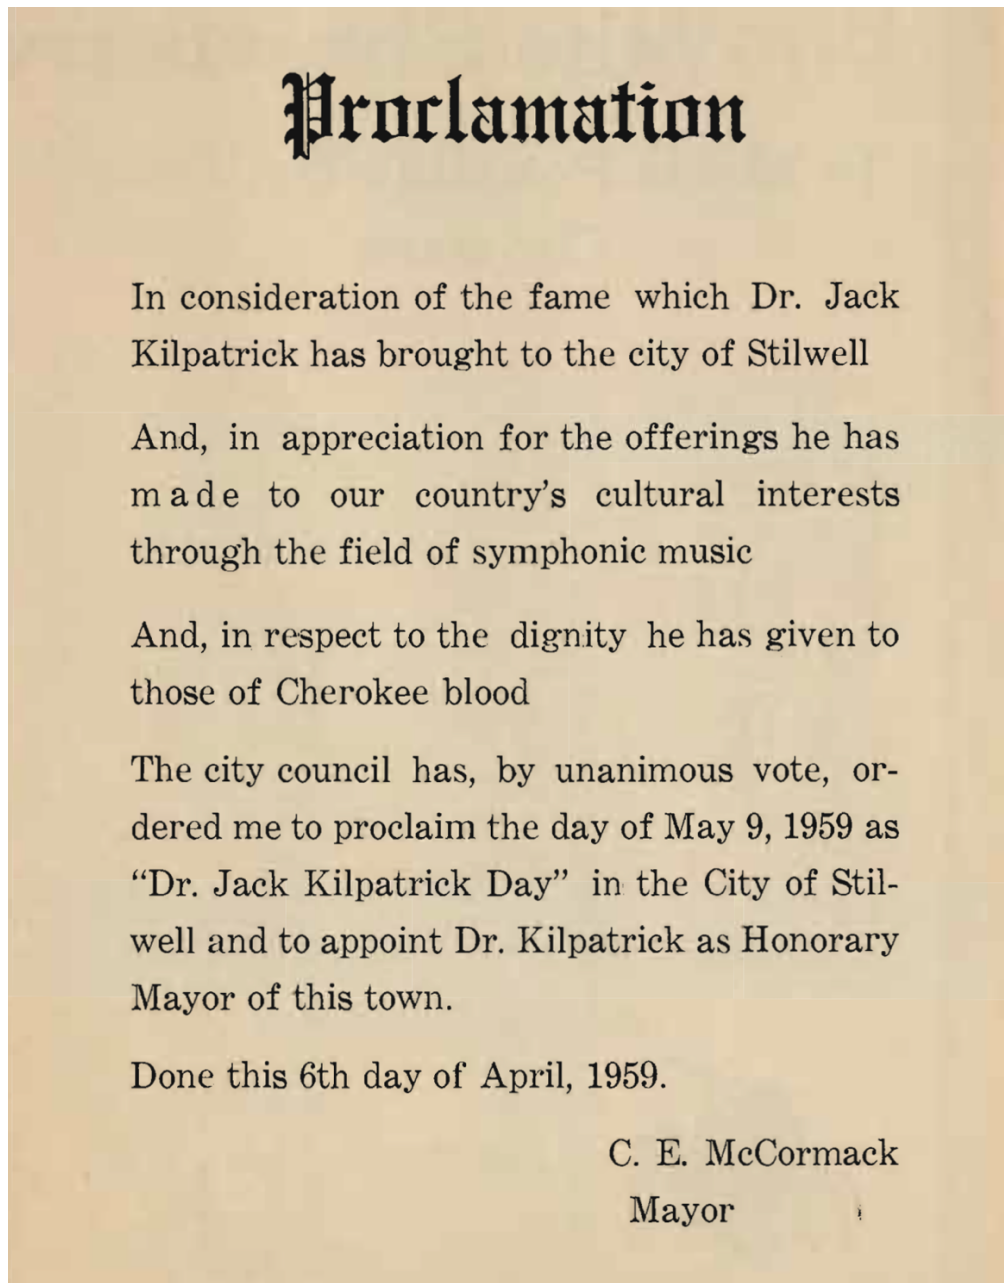 Proclamation
In consideration of the fame which Dr. Jack
Kilpatrick has brought to the city of Stilwell
And, in appreciation for the offerings he has
made to our country's cultural interests
through the field of symphonic music
And, in respect to the dignity he has given to
those of Cherokee blood
The city council has, by unanimous vote, or-
dered me to proclaim the day of May 9, 1959 as
“Dr. Jack Kilpatrick Day” in the City of Stil-
well and to appoint Dr. Kilpatrick as Honorary
Mayor of this town.
Done this 6th day of April, 1959.
C. E. McCormack
Mayor